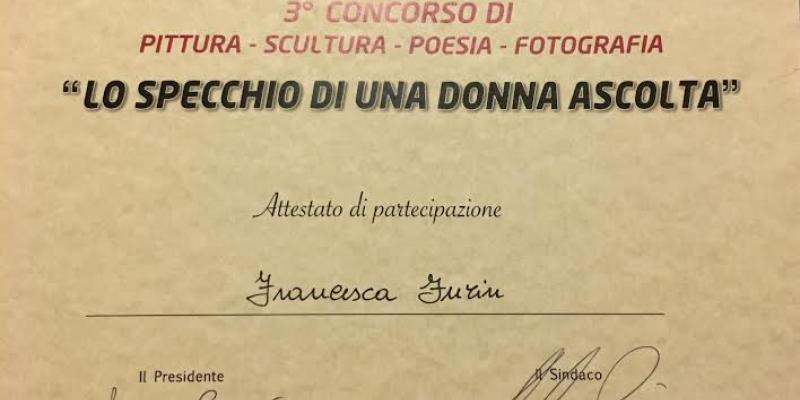 3° CONCORSO DI
PITTURA - SCULTURA - POESIA - FOTOGRAFIA
“LO SPECCHIO DI UNA DONNA ASCOLTA”
Attestato di partecipazione
Francesca
Il Presidente Il Sindaco